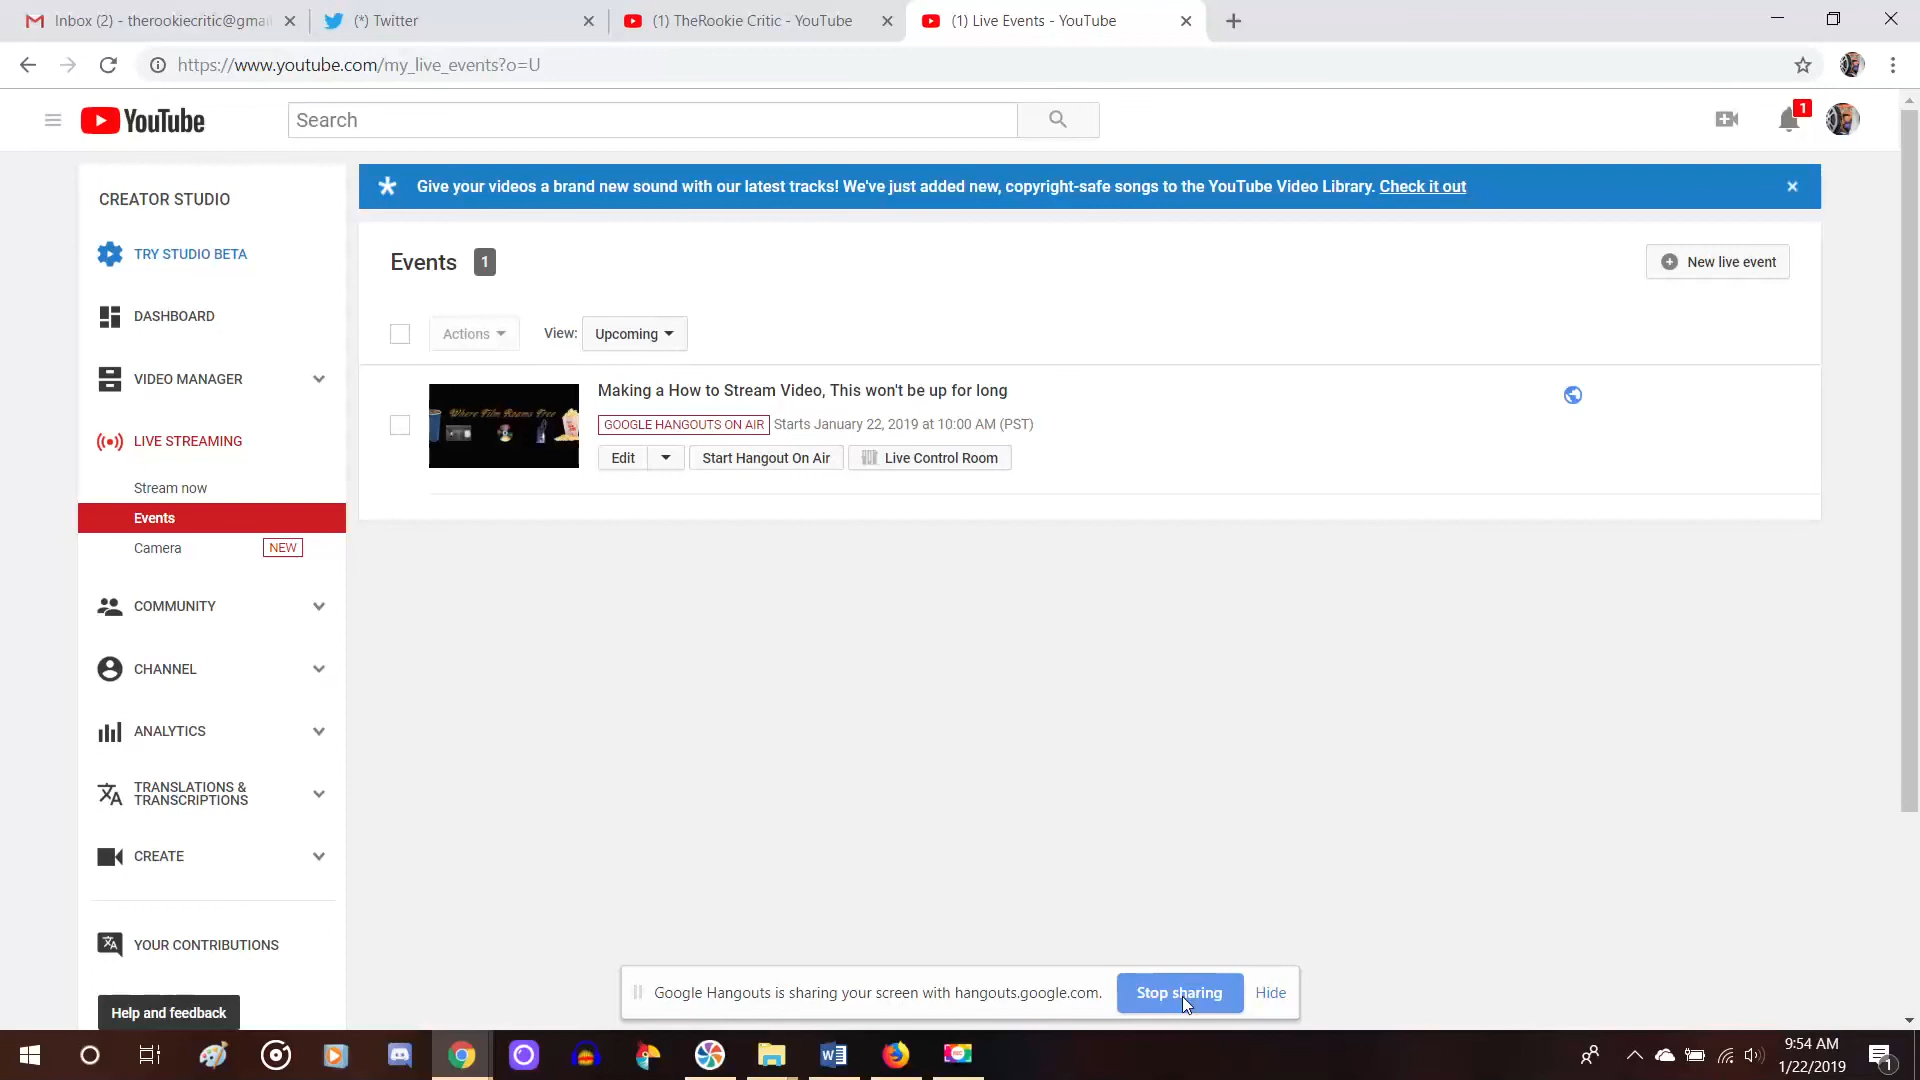 Inbox (2) - therookiecritic@gmai
(*) Twitter
(1) TheRookie Critic - YouTube
(1) Live Events - YouTube
https://www.youtube.com/my_live_events?o=U
YouTube
Search
1
CREATOR STUDIO
TRY STUDIO BETA
DASHBOARD
VIDEO MANAGER
LIVE STREAMING
Stream now
Events
Camera NEW
COMMUNITY
CHANNEL
ANALYTICS
TRANSLATIONS &
TRANSCRIPTIONS
CREATE
YOUR CONTRIBUTIONS
Help and feedback
Give your videos a brand new sound with our latest tracks! We've just added new, copyright-safe songs to the YouTube Video Library. Check it out
Events 1
New live event
Actions View: Upcoming
Where Film Roams Free
Making a How to Stream Video, This won't be up for long
GOOGLE HANGOUTS ON AIR Starts January 22, 2019 at 10:00 AM (PST)
Edit Start Hangout On Air Live Control Room
Google Hangouts is sharing your screen with hangouts.google.com. Stop sharing Hide
9:54 AM
1/22/2019
1